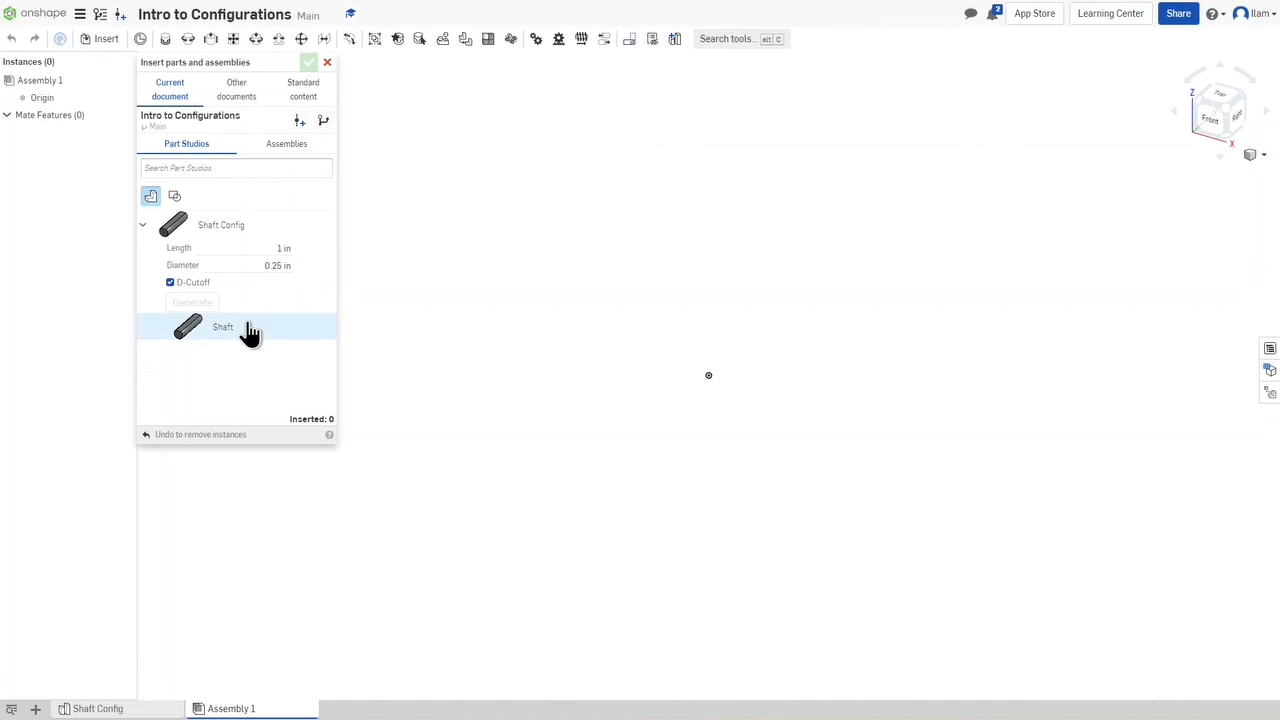 onshape
Intro to Configurations Main
2
App Store
Learning Center
Share
Ilam
Insert
Search tools... alt C
Instances (0)
Assembly 1
Origin
Mate Features (0)
Insert parts and assemblies
Current document
Other documents
Standard content
Intro to Configurations
Main
Part Studios
Assemblies
Search Part Studios
Shaft Config
Length 1 in
Diameter 0.25 in
D-Cutoff
Generate
Shaft
Inserted: 0
Undo to remove instances
Z
Top
Front
Right
X
Shaft Config
Assembly 1